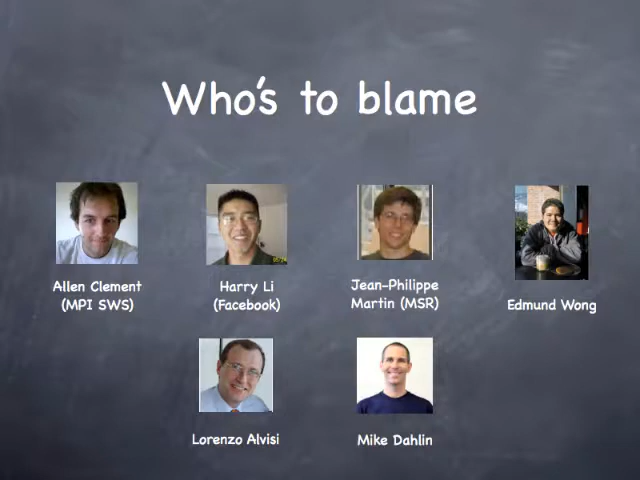 Who's to blame
Allen Clement
(MPI SWS)
Harry Li
(Facebook)
Jean-Philippe
Martin (MSR)
Edmund Wong
Lorenzo Alvisi
Mike Dahlin